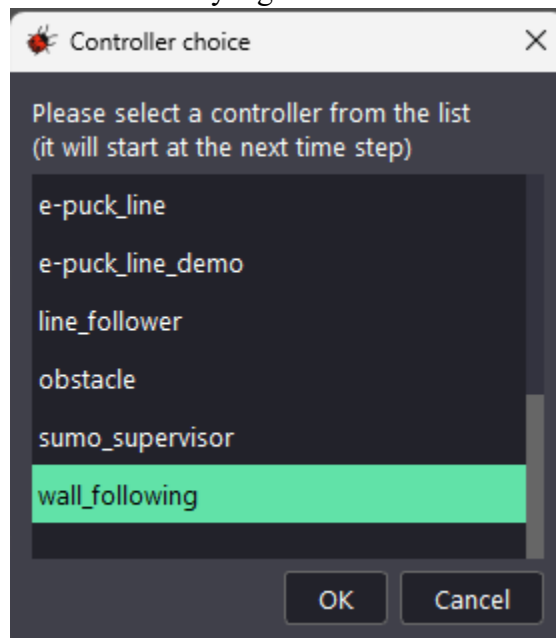 Controller choice
Please select a controller from the list
(it will start at the next time step)
e-puck_line
e-puck_line_demo
line_follower
obstacle
sumo_supervisor
wall_following
OK Cancel